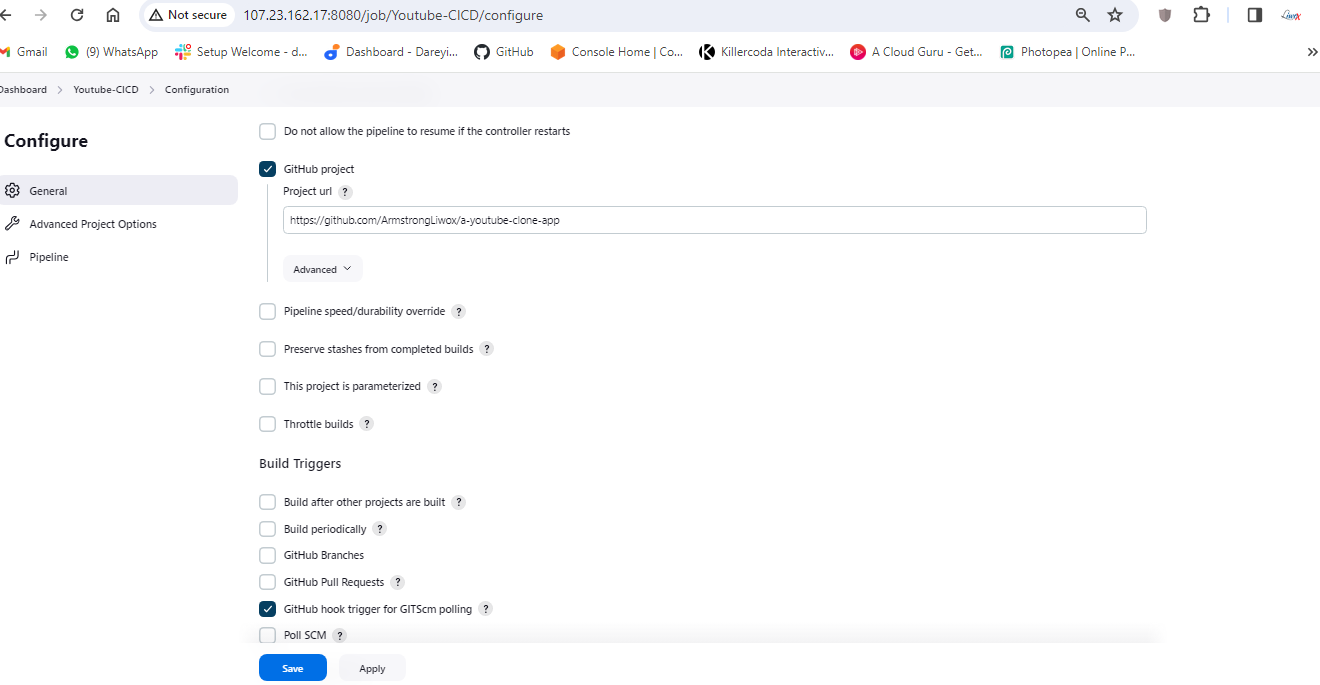 Not secure 107.23.162.17:8080/job/Youtube-CICD/configure
Gmail (9) WhatsApp Setup Welcome - d... Dashboard - Dareyi... GitHub Console Home | Co... Killercoda Interactiv... A Cloud Guru - Get... Photopea | Online P... »
Dashboard > Youtube-CICD > Configuration
Configure
General
Advanced Project Options
Pipeline
Do not allow the pipeline to resume if the controller restarts
GitHub project
Project url ?
https://github.com/ArmstrongLiwox/a-youtube-clone-app
Advanced
Pipeline speed/durability override ?
Preserve stashes from completed builds ?
This project is parameterized ?
Throttle builds ?
Build Triggers
Build after other projects are built ?
Build periodically ?
GitHub Branches
GitHub Pull Requests ?
GitHub hook trigger for GITScm polling ?
Poll SCM ?
Save Apply